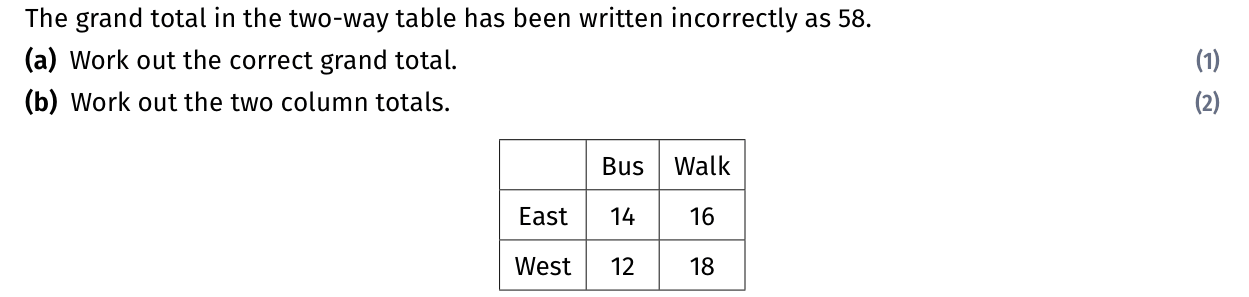 The grand total in the two-way table has been written incorrectly as 58.
(a) Work out the correct grand total. (1)
(b) Work out the two column totals. (2)
Bus Walk
East 14 16
West 12 18